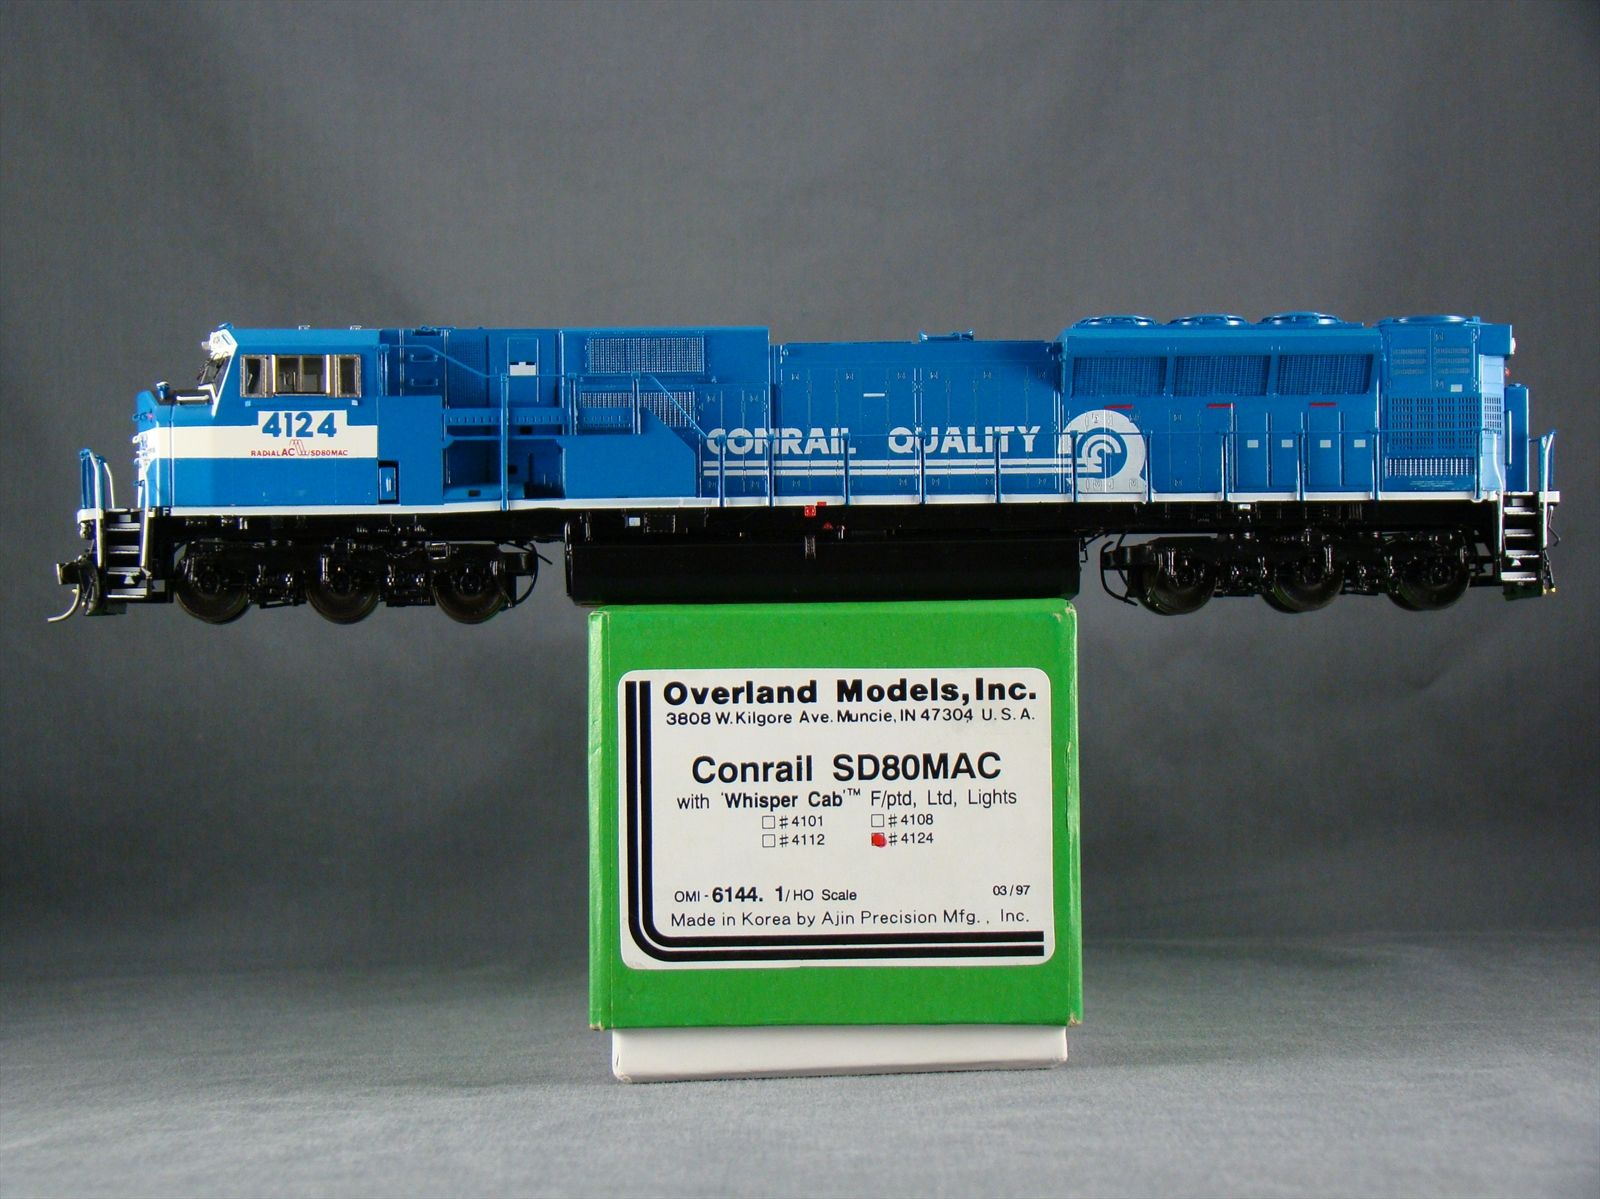 4124
RADIAL AC /SD80MAC
CONRAIL QUALITY
F
Overland Models, Inc.
3808 W. Kilgore Ave. Muncie, IN 47304 U. S. A.
Conrail SD80MAC
with 'Whisper Cab'™ F/ptd, Ltd, Lights
#4101 #4108
#4112 #4124
OMI - 6144. 1/ HO Scale 03/97
Made in Korea by Ajin Precision Mfg. , Inc.